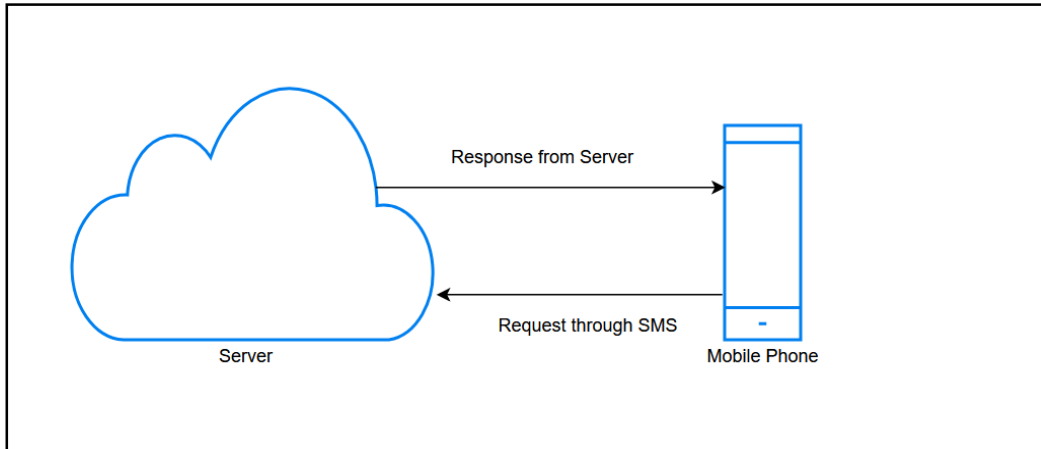 Response from Server
Request through SMS
Server
Mobile Phone